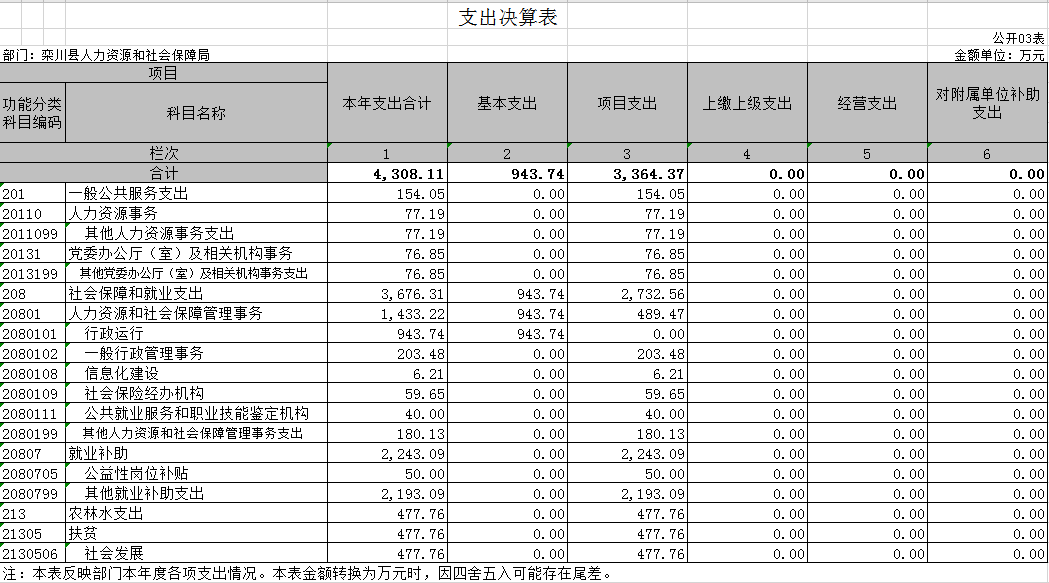 支出决算表
公开03表
部门：栾川县人力资源和社会保障局 金额单位：万元
项目 本年支出合计 基本支出 项目支出 上缴上级支出 经营支出 对附属单位补助支出
功能分类科目编码 科目名称
栏次 1 2 3 4 5 6
合计 4,308.11 943.74 3,364.37 0.00 0.00 0.00
201 一般公共服务支出 154.05 0.00 154.05 0.00 0.00 0.00
20110 人力资源事务 77.19 0.00 77.19 0.00 0.00 0.00
2011099 其他人力资源事务支出 77.19 0.00 77.19 0.00 0.00 0.00
20131 党委办公厅（室）及相关机构事务 76.85 0.00 76.85 0.00 0.00 0.00
2013199 其他党委办公厅（室）及相关机构事务支出 76.85 0.00 76.85 0.00 0.00 0.00
208 社会保障和就业支出 3,676.31 943.74 2,732.56 0.00 0.00 0.00
20801 人力资源和社会保障管理事务 1,433.22 943.74 489.47 0.00 0.00 0.00
2080101 行政运行 943.74 943.74 0.00 0.00 0.00 0.00
2080102 一般行政管理事务 203.48 0.00 203.48 0.00 0.00 0.00
2080108 信息化建设 6.21 0.00 6.21 0.00 0.00 0.00
2080109 社会保险经办机构 59.65 0.00 59.65 0.00 0.00 0.00
2080111 公共就业服务和职业技能鉴定机构 40.00 0.00 40.00 0.00 0.00 0.00
2080199 其他人力资源和社会保障管理事务支出 180.13 0.00 180.13 0.00 0.00 0.00
20807 就业补助 2,243.09 0.00 2,243.09 0.00 0.00 0.00
2080705 公益性岗位补贴 50.00 0.00 50.00 0.00 0.00 0.00
2080799 其他就业补助支出 2,193.09 0.00 2,193.09 0.00 0.00 0.00
213 农林水支出 477.76 0.00 477.76 0.00 0.00 0.00
21305 扶贫 477.76 0.00 477.76 0.00 0.00 0.00
2130506 社会发展 477.76 0.00 477.76 0.00 0.00 0.00
注：本表反映部门本年度各项支出情况。本表金额转换为万元时，因四舍五入可能存在尾差。